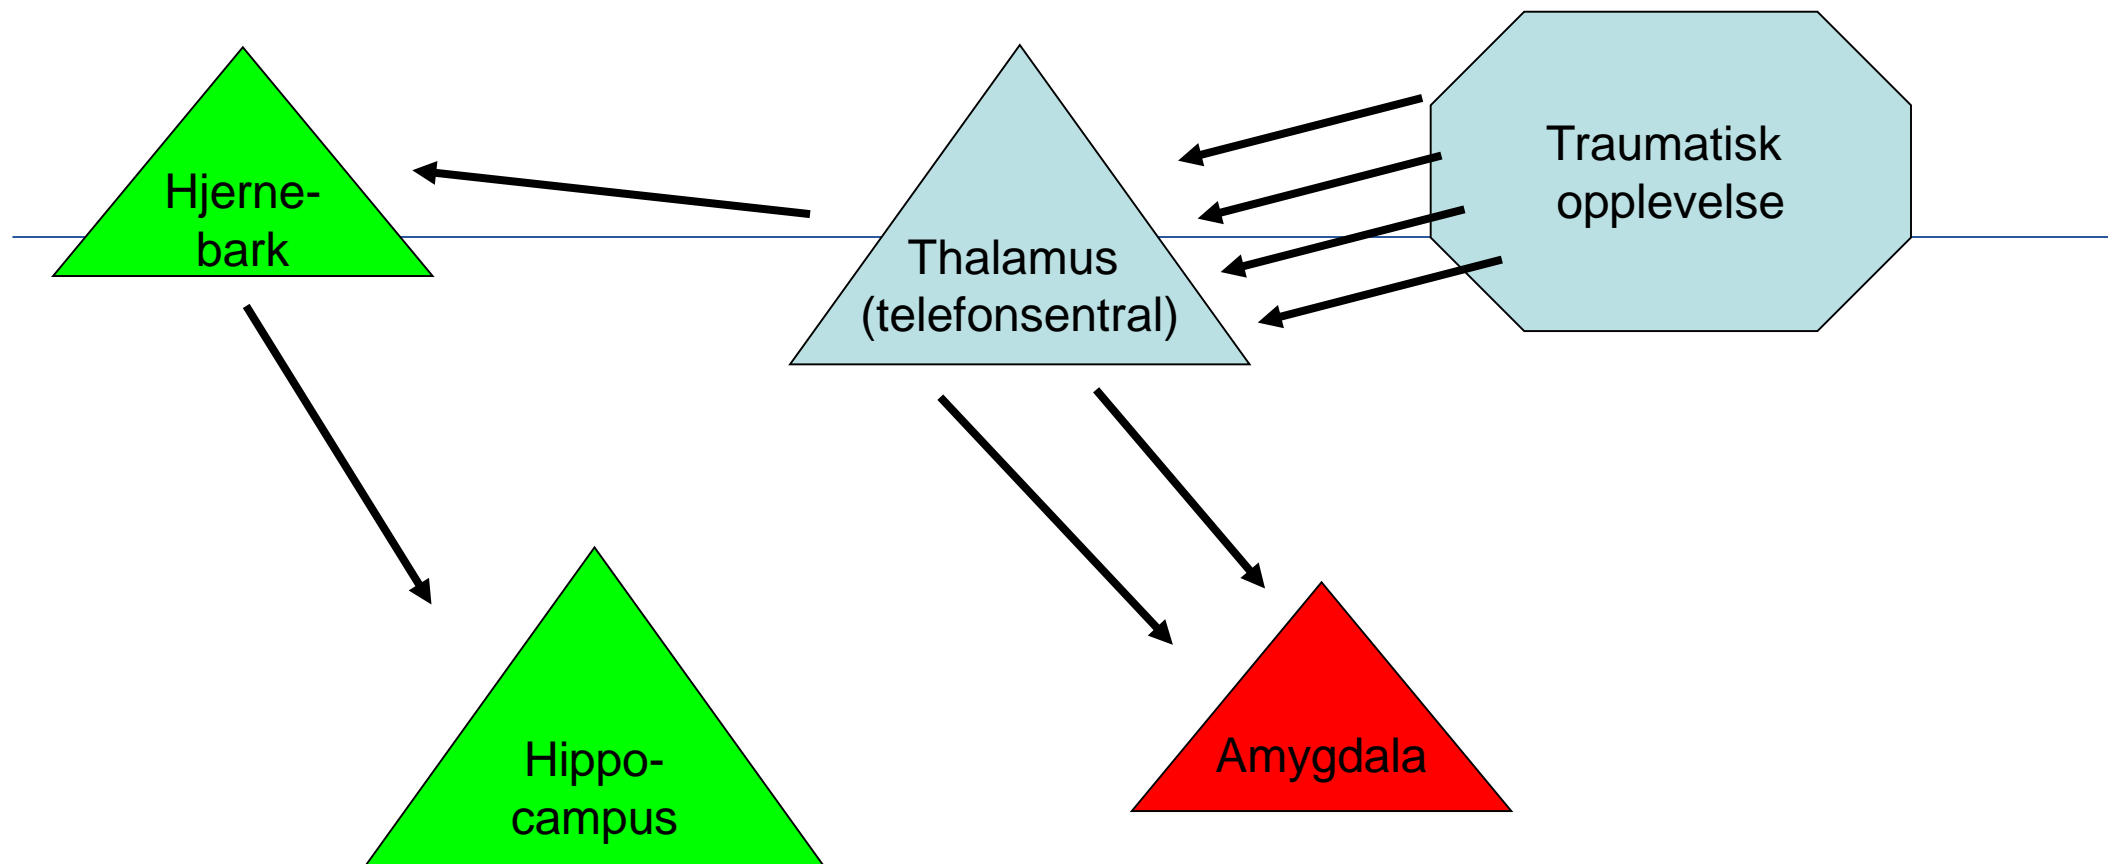 Hjerne-
bark
Thalamus
(telefonsentral)
Traumatisk
opplevelse
Hippo-
campus
Amygdala